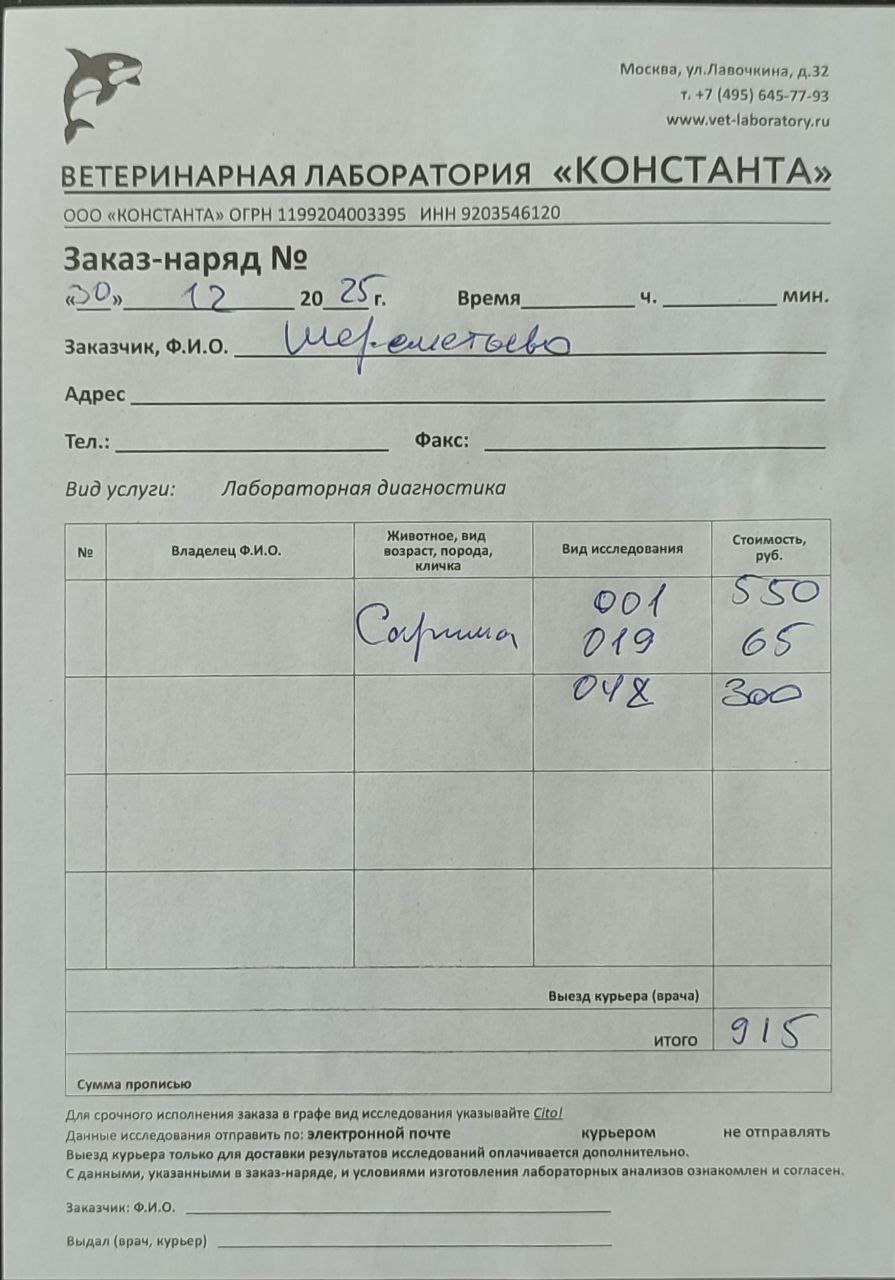 Москва, ул.Лавочкина, д.32
т. +7 (495) 645-77-93
www.vet-laboratory.ru
ВЕТЕРИНАРНАЯ ЛАБОРАТОРИЯ «КОНСТАНТА»
ООО «КОНСТАНТА» ОГРН 1199204003395 ИНН 9203546120
Заказ-наряд №
«30» 12 2025 г. Время ч. мин.
Заказчик, Ф.И.О. Шереметьево
Адрес
Тел.: Факс:
Вид услуги: Лабораторная диагностика
№ Владелец Ф.И.О. Животное, вид возраст, порода, кличка Вид исследования Стоимость, руб.
001 550
019 65
042 300
Выезд курьера (врача)
ИТОГО 915
Сумма прописью
Для срочного исполнения заказа в графе вид исследования указывайте Cito!
Данные исследования отправить по: электронной почте курьером не отправлять
Выезд курьера только для доставки результатов исследований оплачивается дополнительно.
С данными, указанными в заказ-наряде, и условиями изготовления лабораторных анализов ознакомлен и согласен.
Заказчик: Ф.И.О.
Выдал (врач, курьер)